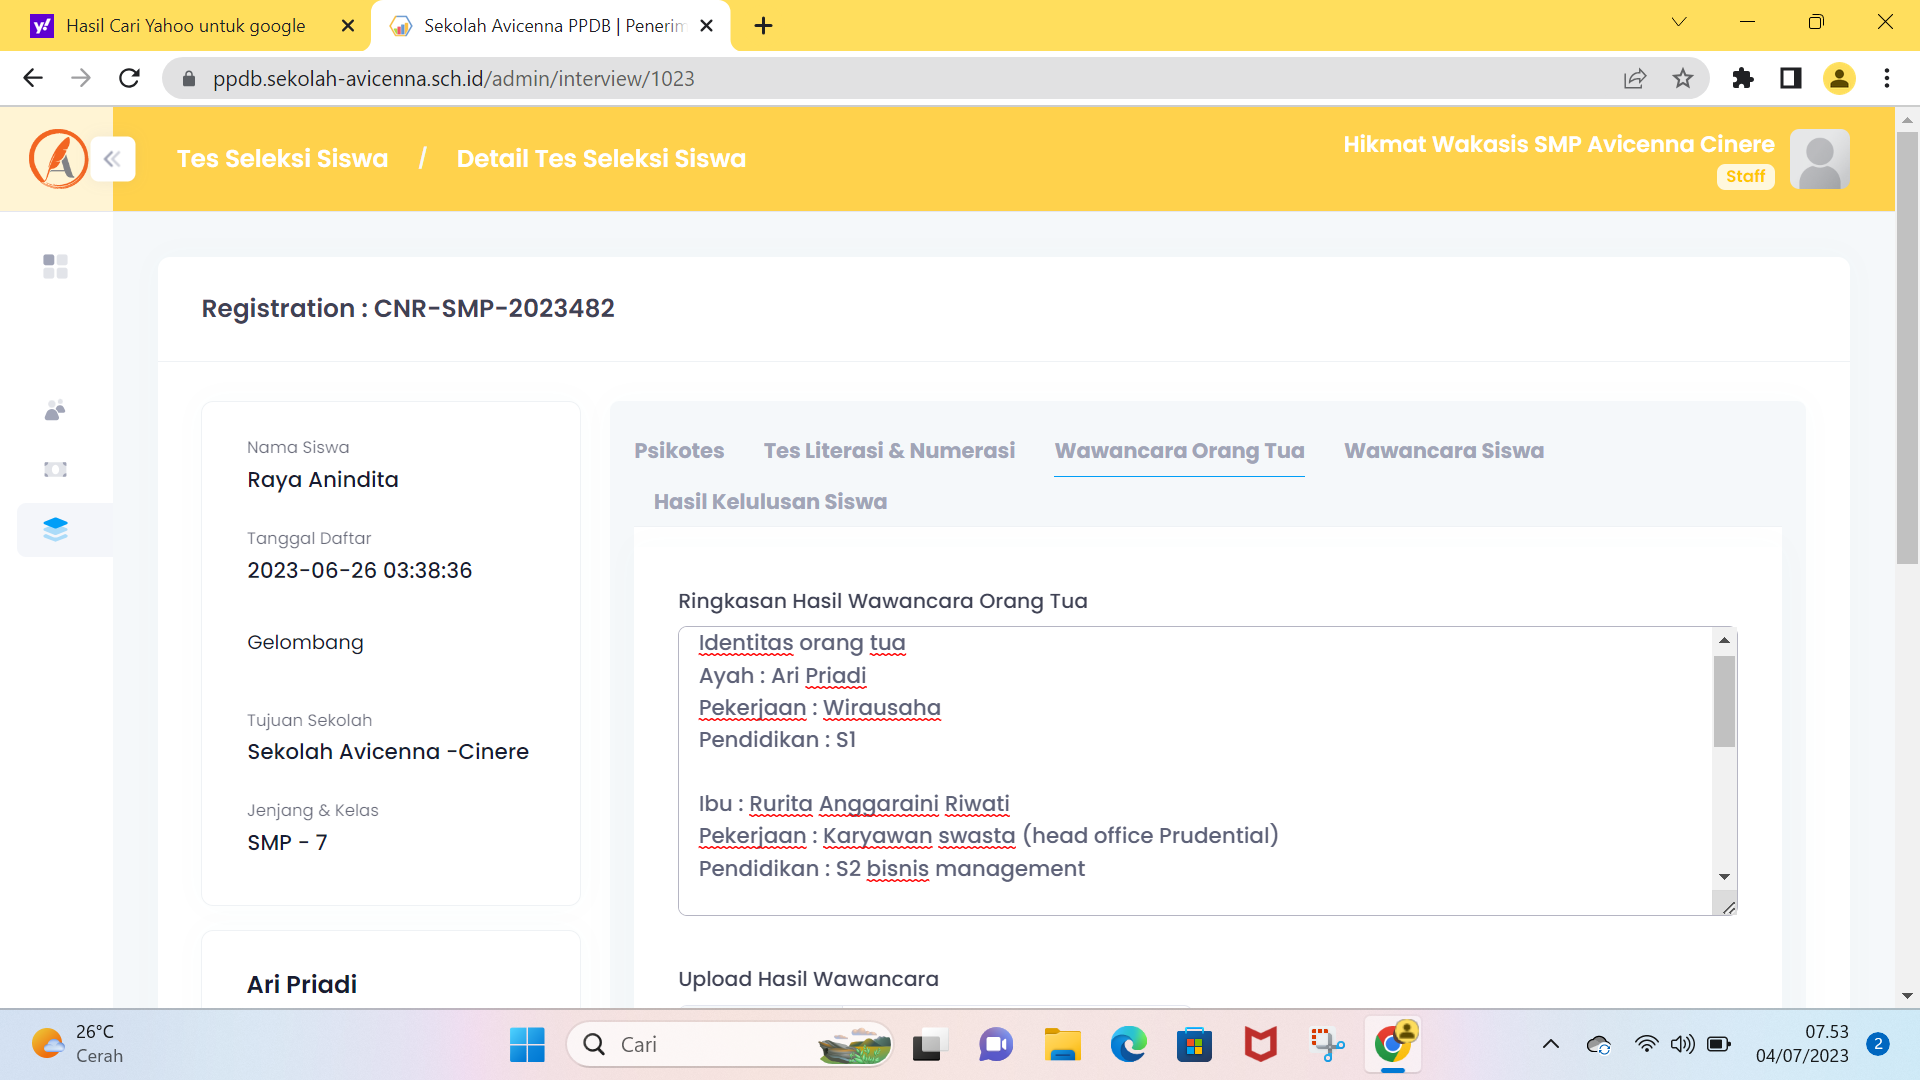 Hasil Cari Yahoo untuk google
Sekolah Avicenna PPDB | Penerim
ppdb.sekolah-avicenna.sch.id/admin/interview/1023
Tes Seleksi Siswa / Detail Tes Seleksi Siswa
Hikmat Wakasis SMP Avicenna Cinere
Staff
Registration : CNR-SMP-2023482
Nama Siswa
Raya Anindita
Tanggal Daftar
2023-06-26 03:38:36
Gelombang
Tujuan Sekolah
Sekolah Avicenna -Cinere
Jenjang & Kelas
SMP - 7
Ari Priadi
Psikotes
Tes Literasi & Numerasi
Wawancara Orang Tua
Wawancara Siswa
Hasil Kelulusan Siswa
Ringkasan Hasil Wawancara Orang Tua
Identitas orang tua
Ayah : Ari Priadi
Pekerjaan : Wirausaha
Pendidikan : S1
Ibu : Rurita Anggaraini Riwati
Pekerjaan : Karyawan swasta (head office Prudential)
Pendidikan : S2 bisnis management
Upload Hasil Wawancara
26°C
Cerah
Cari
07.53
04/07/2023
2